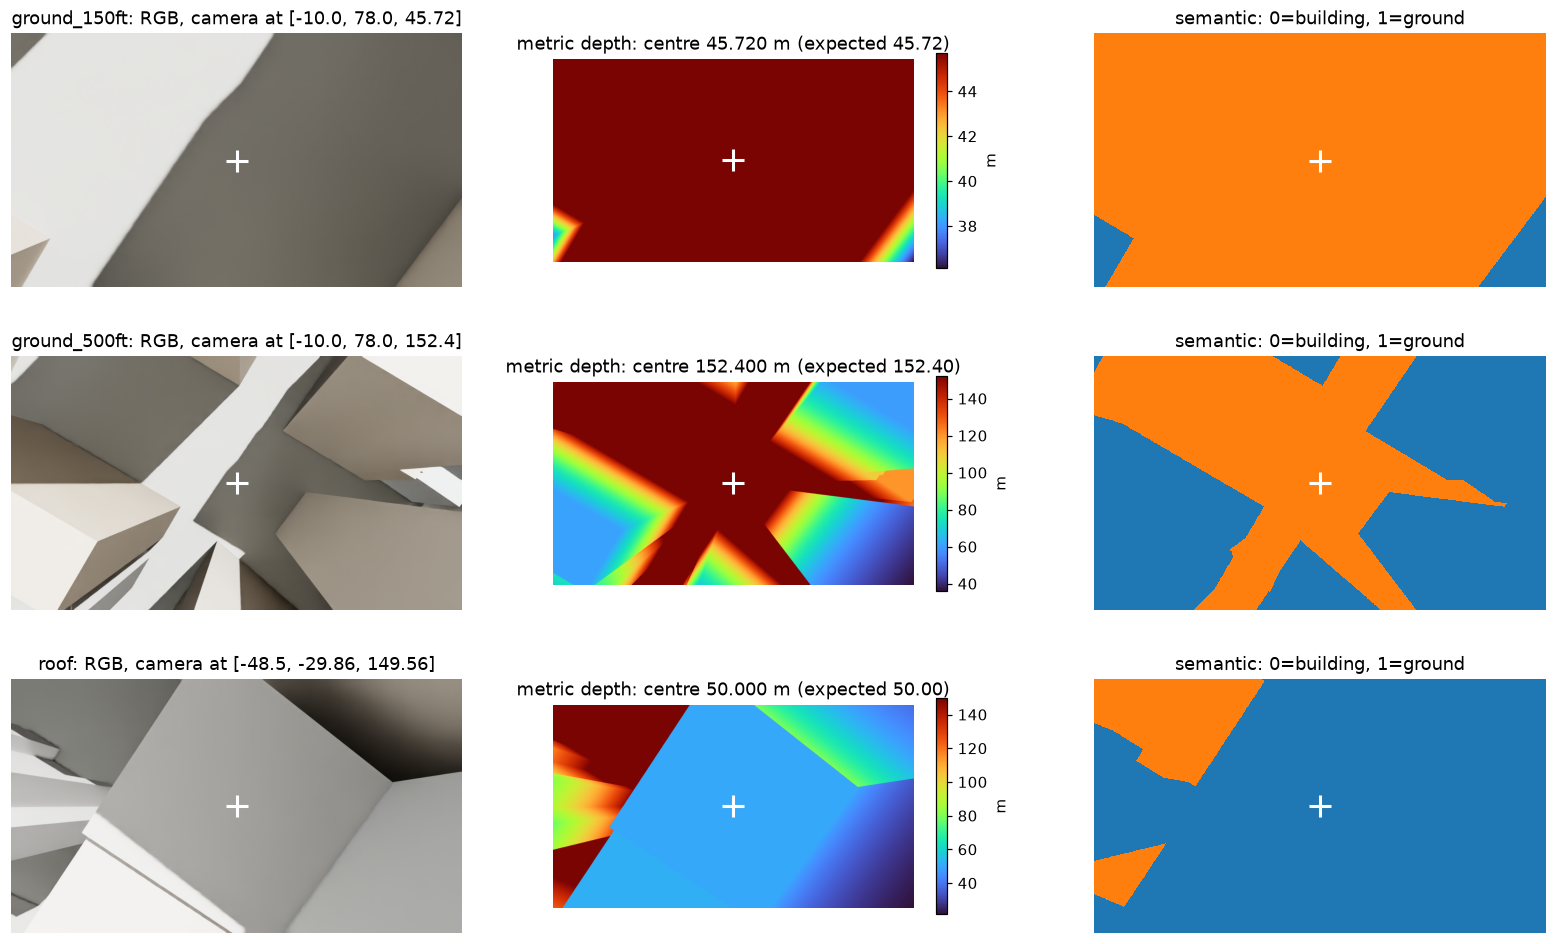 ground_150ft: RGB, camera at [-10.0, 78.0, 45.72]
metric depth: centre 45.720 m (expected 45.72)
44
42
40
38
m
semantic: 0=building, 1=ground
ground_500ft: RGB, camera at [-10.0, 78.0, 152.4]
metric depth: centre 152.400 m (expected 152.40)
140
120
100
80
60
40
m
semantic: 0=building, 1=ground
roof: RGB, camera at [-48.5, -29.86, 149.56]
metric depth: centre 50.000 m (expected 50.00)
140
120
100
80
60
40
m
semantic: 0=building, 1=ground